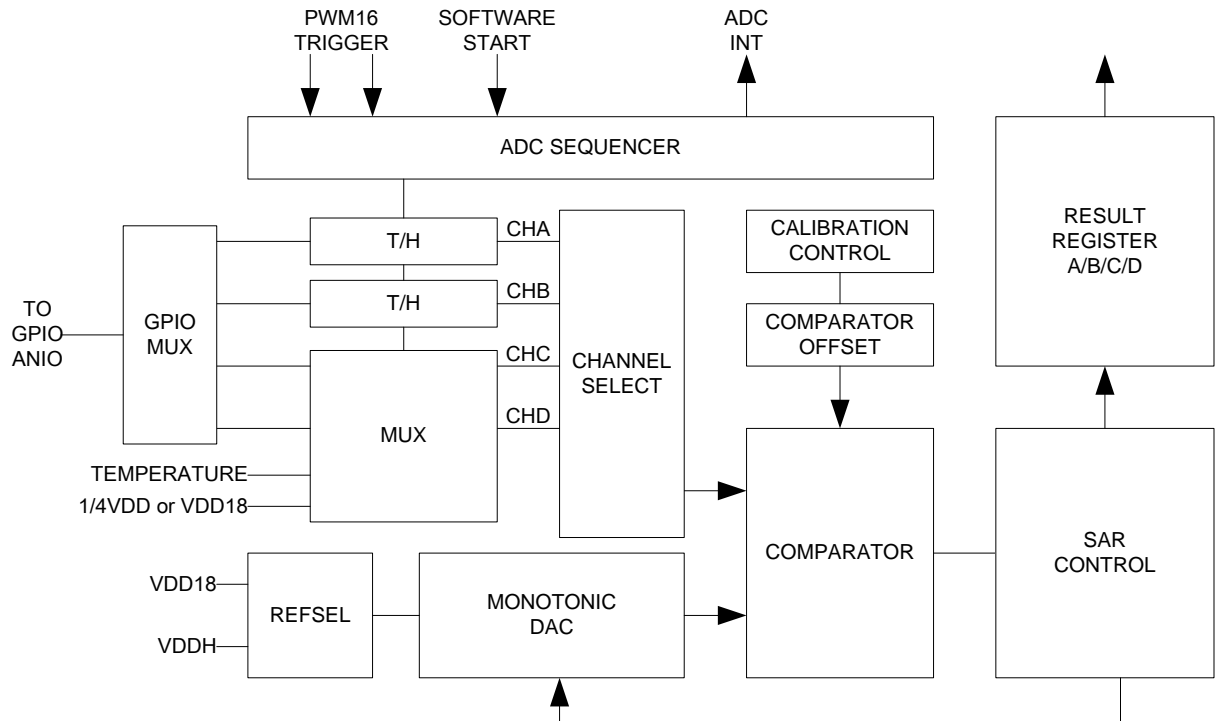 PWM16
TRIGGER
SOFTWARE
START
ADC
INT
ADC SEQUENCER
T/H
CHA
T/H
CHB
CHC
CHD
MUX
CHANNEL
SELECT
CALIBRATION
CONTROL
COMPARATOR
OFFSET
RESULT
REGISTER
A/B/C/D
TO
GPIO
ANIO
GPIO
MUX
TEMPERATURE
1/4VDD or VDD18
VDD18
VDDH
REFSEL
MONOTONIC
DAC
COMPARATOR
SAR
CONTROL